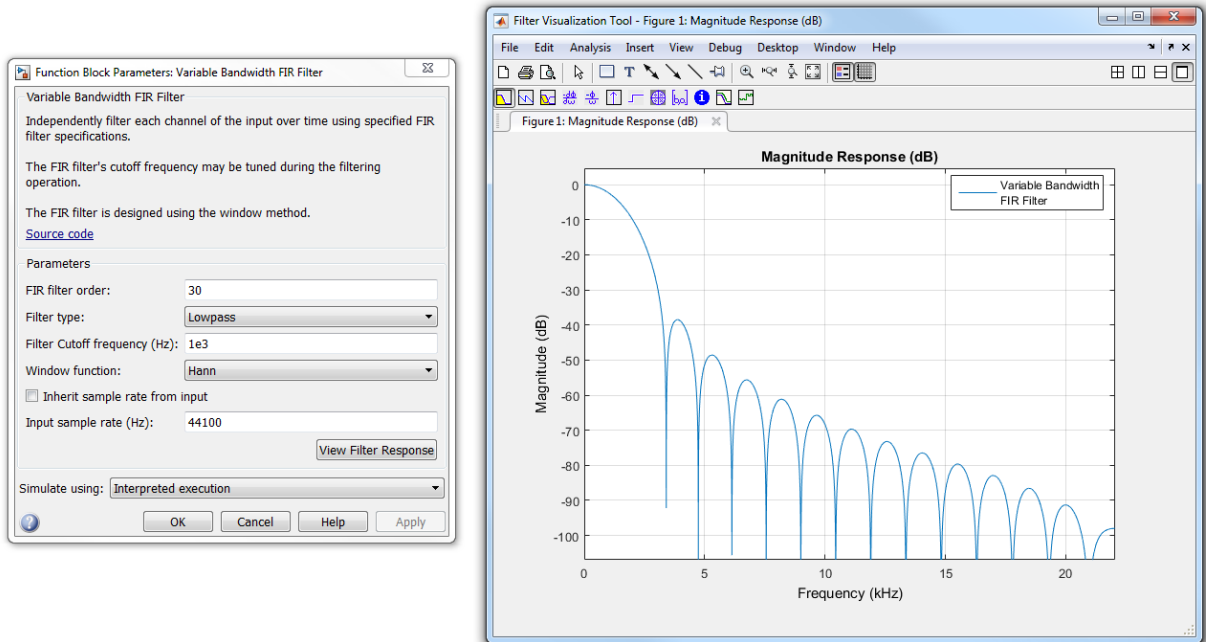 Function Block Parameters: Variable Bandwidth FIR Filter
Variable Bandwidth FIR Filter
Independently filter each channel of the input over time using specified FIR
filter specifications.
The FIR filter's cutoff frequency may be tuned during the filtering
operation.
The FIR filter is designed using the window method.
Source code
Parameters
FIR filter order: 30
Filter type: Lowpass
Filter Cutoff frequency (Hz): 1e3
Window function: Hann
Inherit sample rate from input
Input sample rate (Hz): 44100
View Filter Response
Simulate using: Interpreted execution
OK Cancel Help Apply
Filter Visualization Tool - Figure 1: Magnitude Response (dB)
File Edit Analysis Insert View Debug Desktop Window Help
Figure 1: Magnitude Response (dB)
Magnitude Response (dB)
Variable Bandwidth
FIR Filter
Magnitude (dB)
0
-10
-20
-30
-40
-50
-60
-70
-80
-90
-100
0 5 10 15 20
Frequency (kHz)